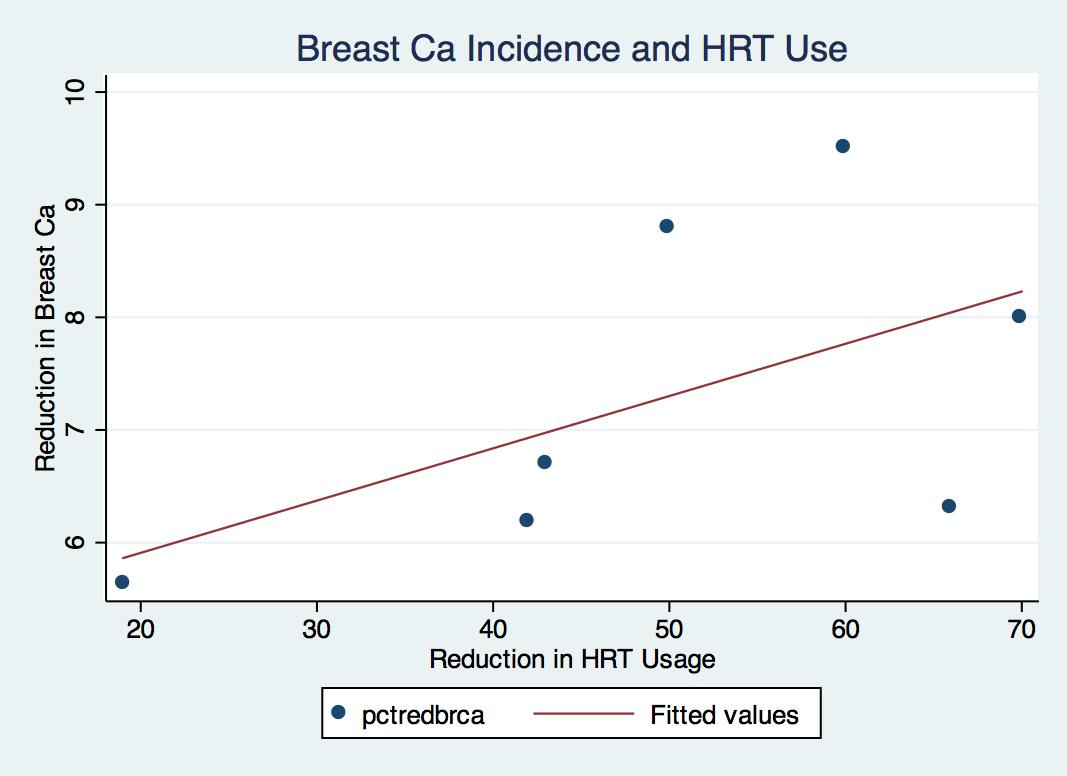 Breast Ca Incidence and HRT Use
Reduction in Breast Ca
10
9
8
7
6
20 30 40 50 60 70
Reduction in HRT Usage
pctredbrca Fitted values